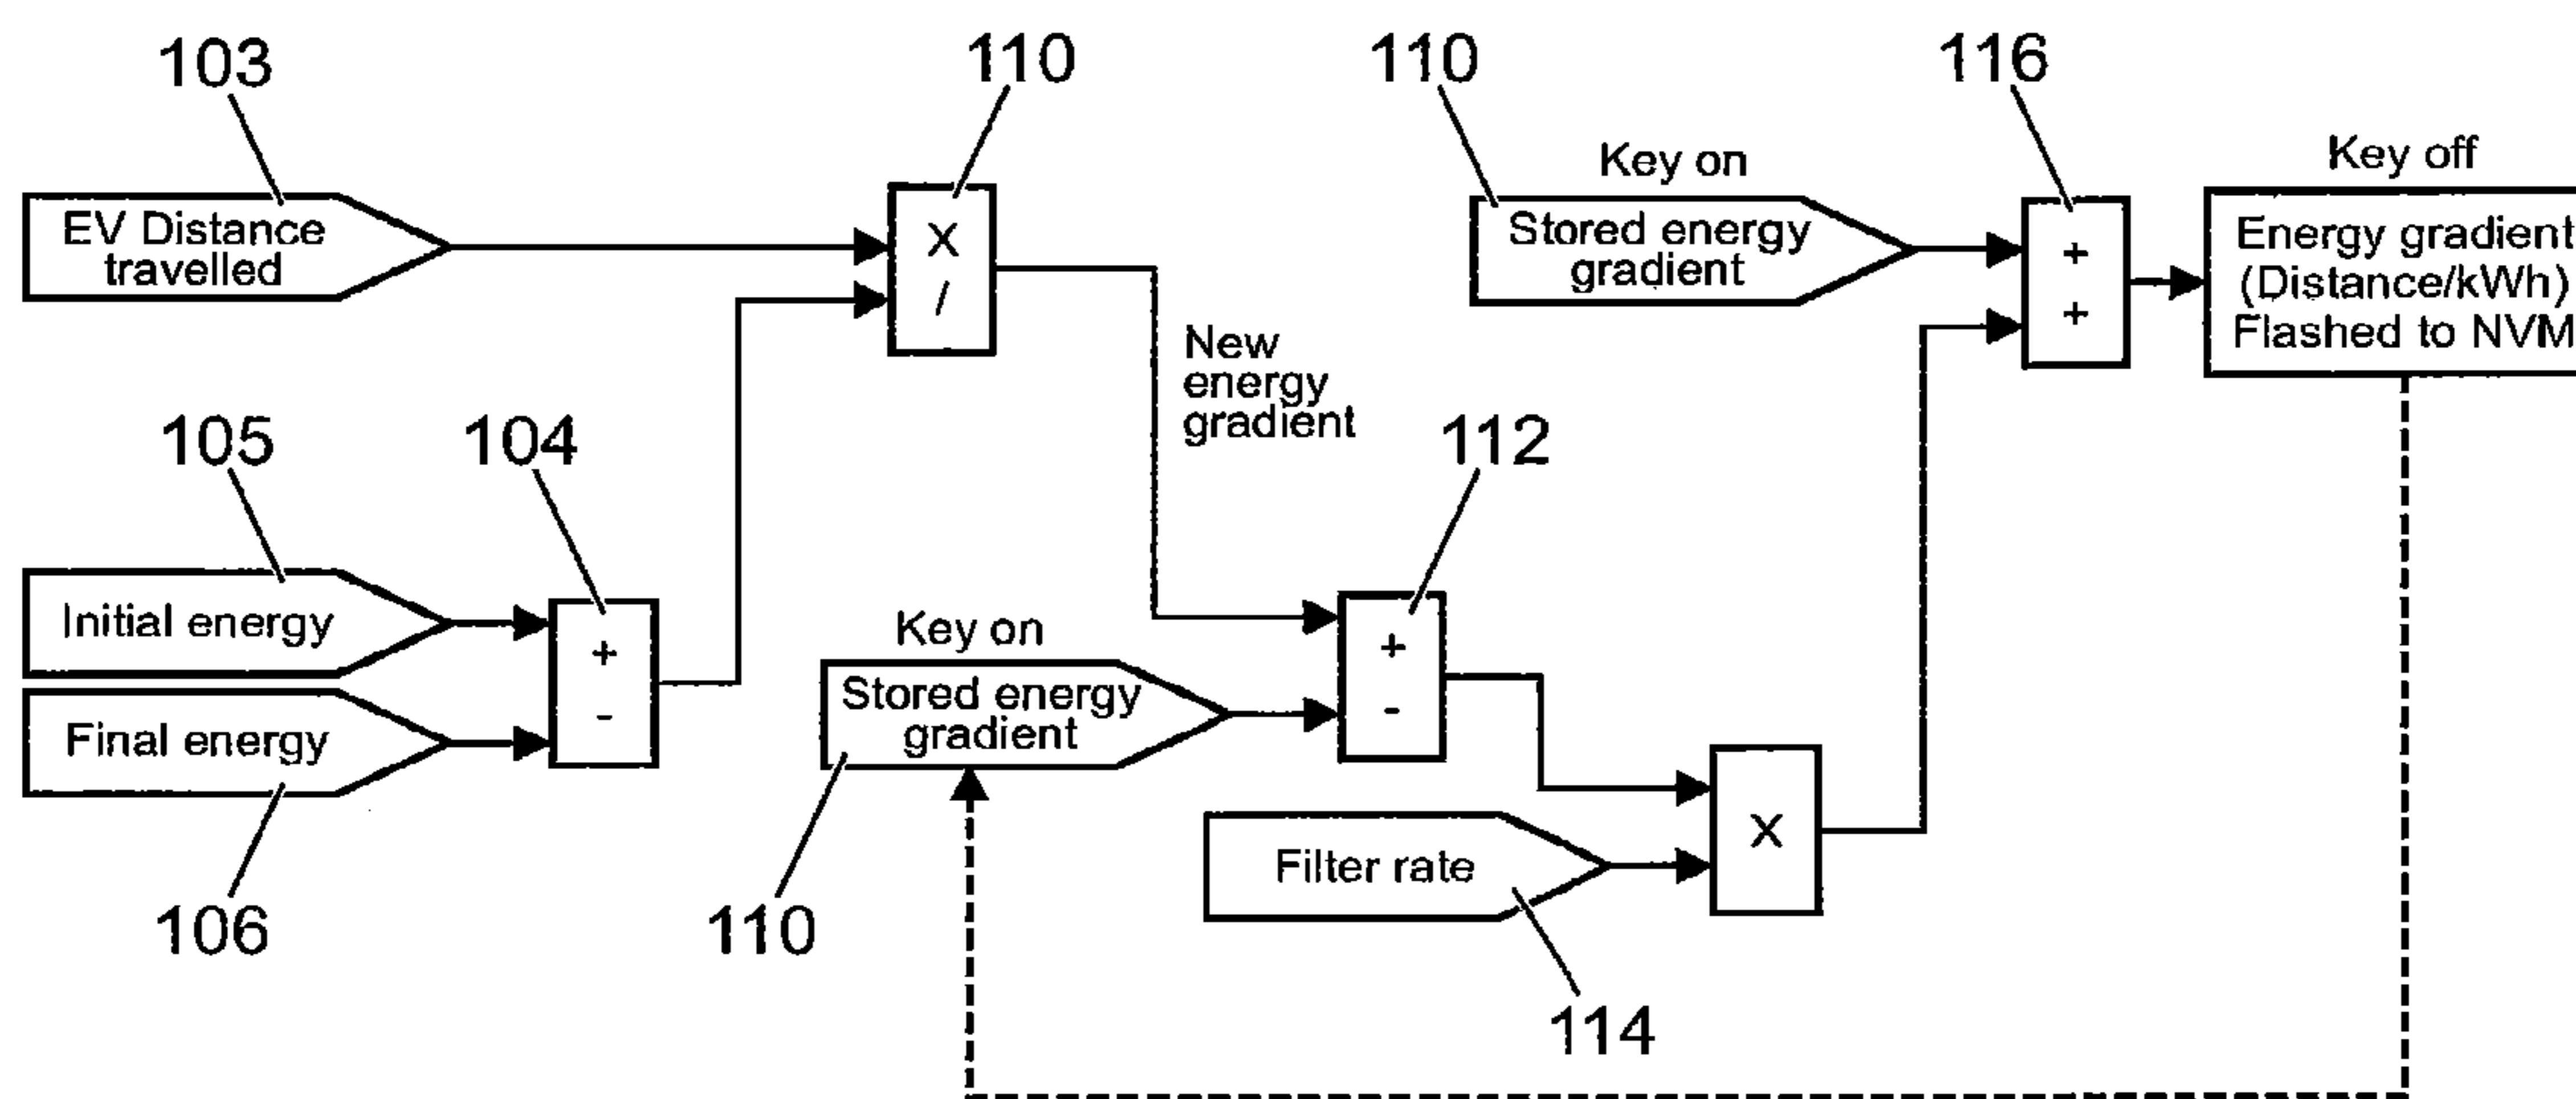 103
110
110
116
EV Distance
travelled
X
/
Key on
Stored energy
gradient
+
+
Key off
Energy gradient
(Distance/kWh)
Flashed to NVM
New
energy
gradient
105
104
112
Initial energy
Final energy
+
-
Key on
Stored energy
gradient
+
-
106
110
Filter rate
X
114